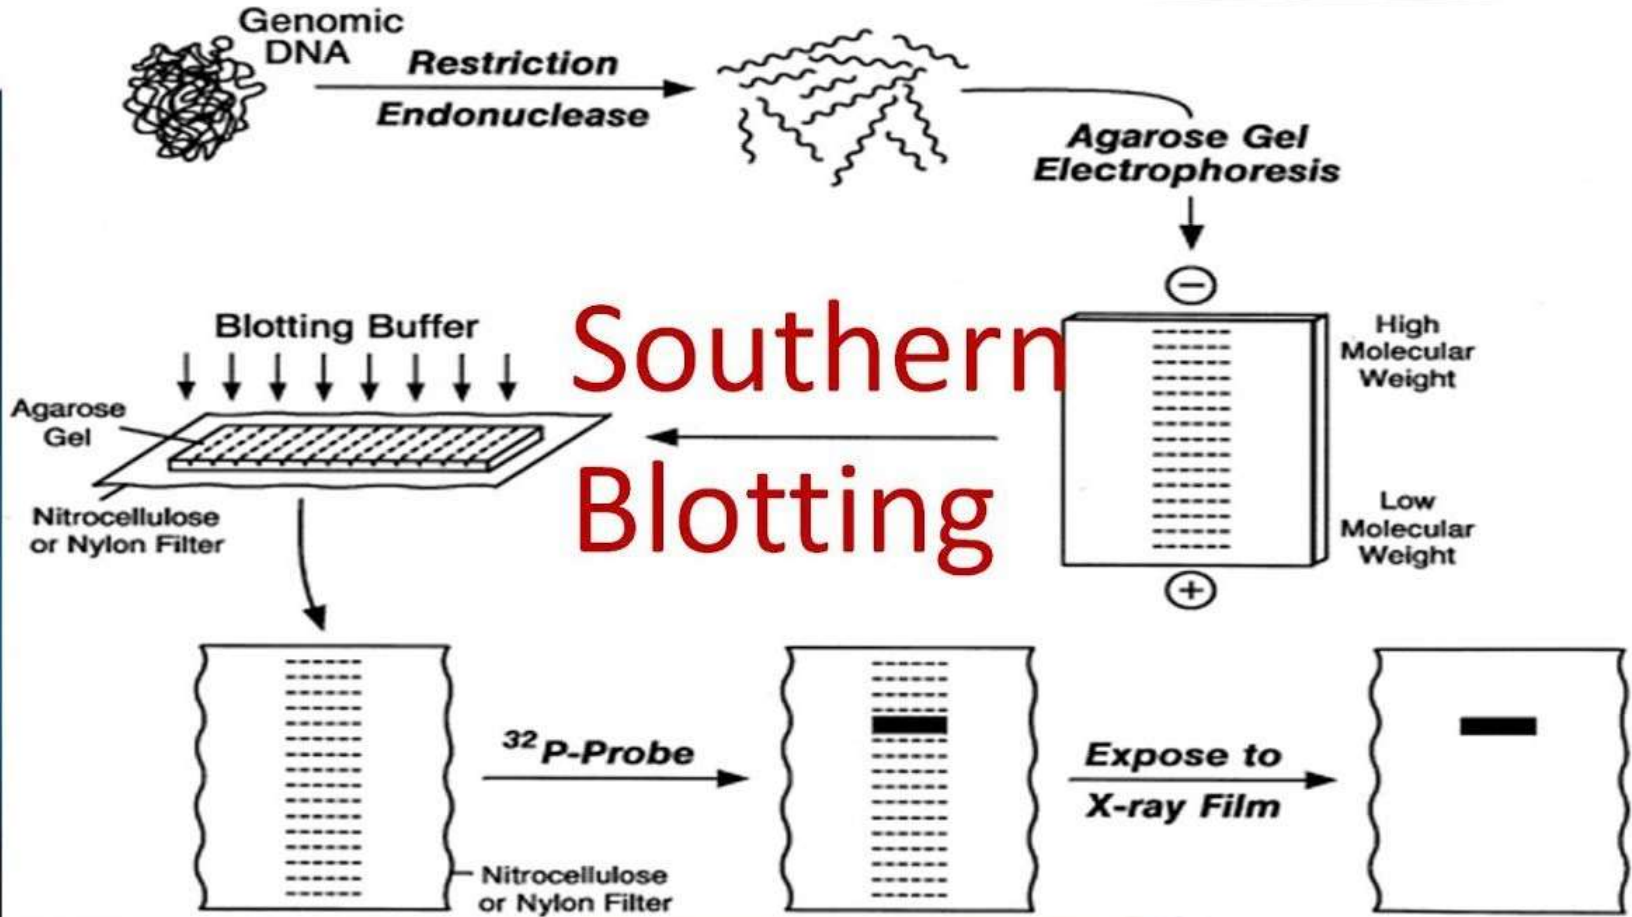 Genomic
DNA
Restriction
Endonuclease
Agarose Gel
Electrophoresis
−
High
Molecular
Weight
Low
Molecular
Weight
+
Southern
Blotting
Blotting Buffer
Agarose
Gel
Nitrocellulose
or Nylon Filter
32P-Probe
Nitrocellulose
or Nylon Filter
Expose to
X-ray Film